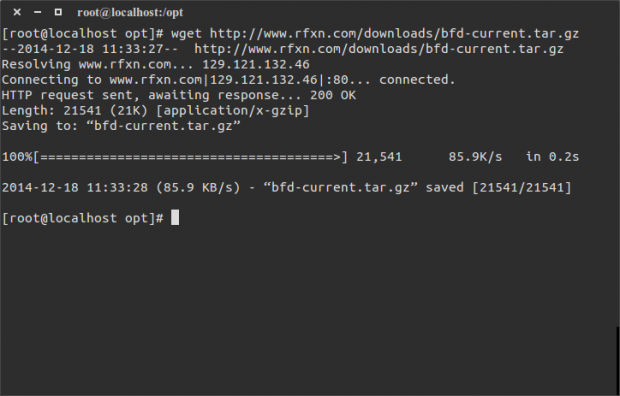 root@localhost:/opt
[root@localhost opt]# wget http://www.rfxn.com/downloads/bfd-current.tar.gz
--2014-12-18 11:33:27--  http://www.rfxn.com/downloads/bfd-current.tar.gz
Resolving www.rfxn.com... 129.121.132.46
Connecting to www.rfxn.com|129.121.132.46|:80... connected.
HTTP request sent, awaiting response... 200 OK
Length: 21541 (21K) [application/x-gzip]
Saving to: “bfd-current.tar.gz”
100%[======================================>] 21,541      85.9K/s   in 0.2s
2014-12-18 11:33:28 (85.9 KB/s) - “bfd-current.tar.gz” saved [21541/21541]
[root@localhost opt]#